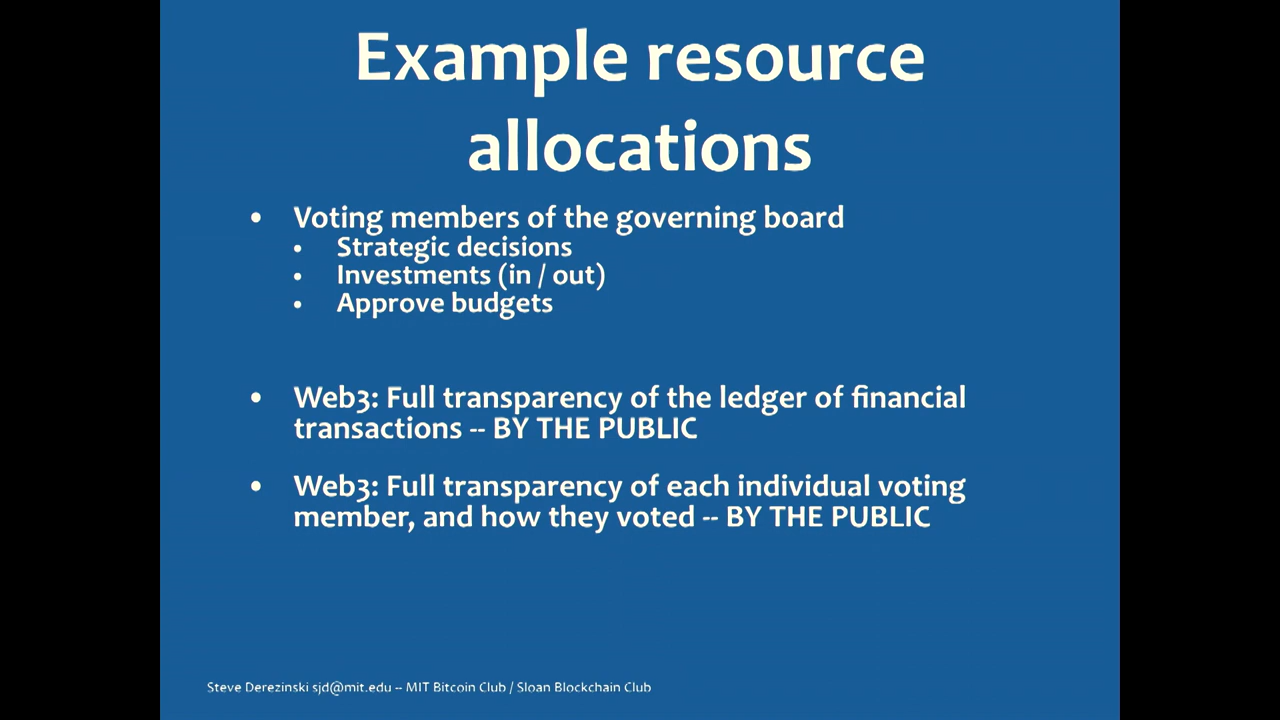 Example resource
allocations
• Voting members of the governing board
• Strategic decisions
• Investments (in / out)
• Approve budgets
• Web3: Full transparency of the ledger of financial
transactions -- BY THE PUBLIC
• Web3: Full transparency of each individual voting
member, and how they voted -- BY THE PUBLIC
Steve Derezinski sjd@mit.edu -- MIT Bitcoin Club / Sloan Blockchain Club